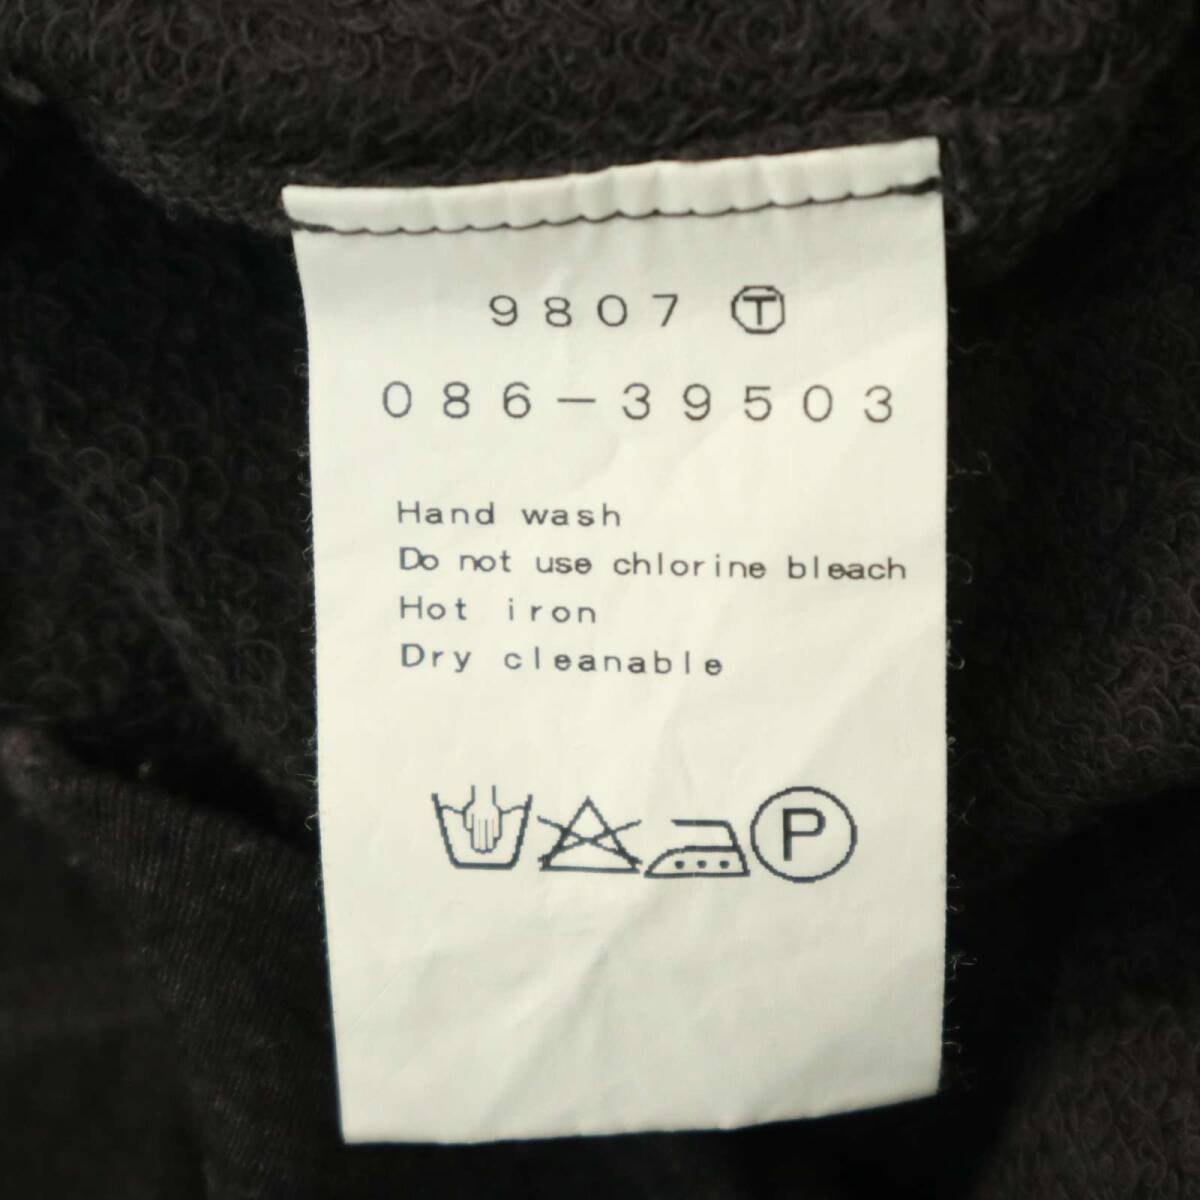 9807 Ⓣ
086-39503
Hand wash
Do not use chlorine bleach
Hot iron
Dry cleanable
P